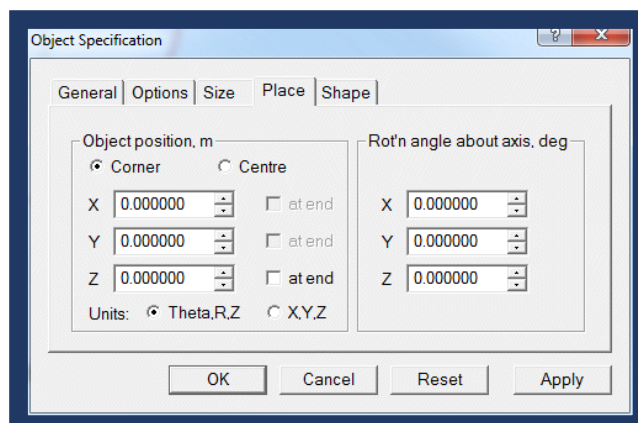 Object Specification
? X
General Options Size Place Shape
Object position, m
Corner Centre
X 0.000000 at end
Y 0.000000 at end
Z 0.000000 at end
Units: Theta,R,Z X,Y,Z
Rot'n angle about axis, deg
X 0.000000
Y 0.000000
Z 0.000000
OK Cancel Reset Apply